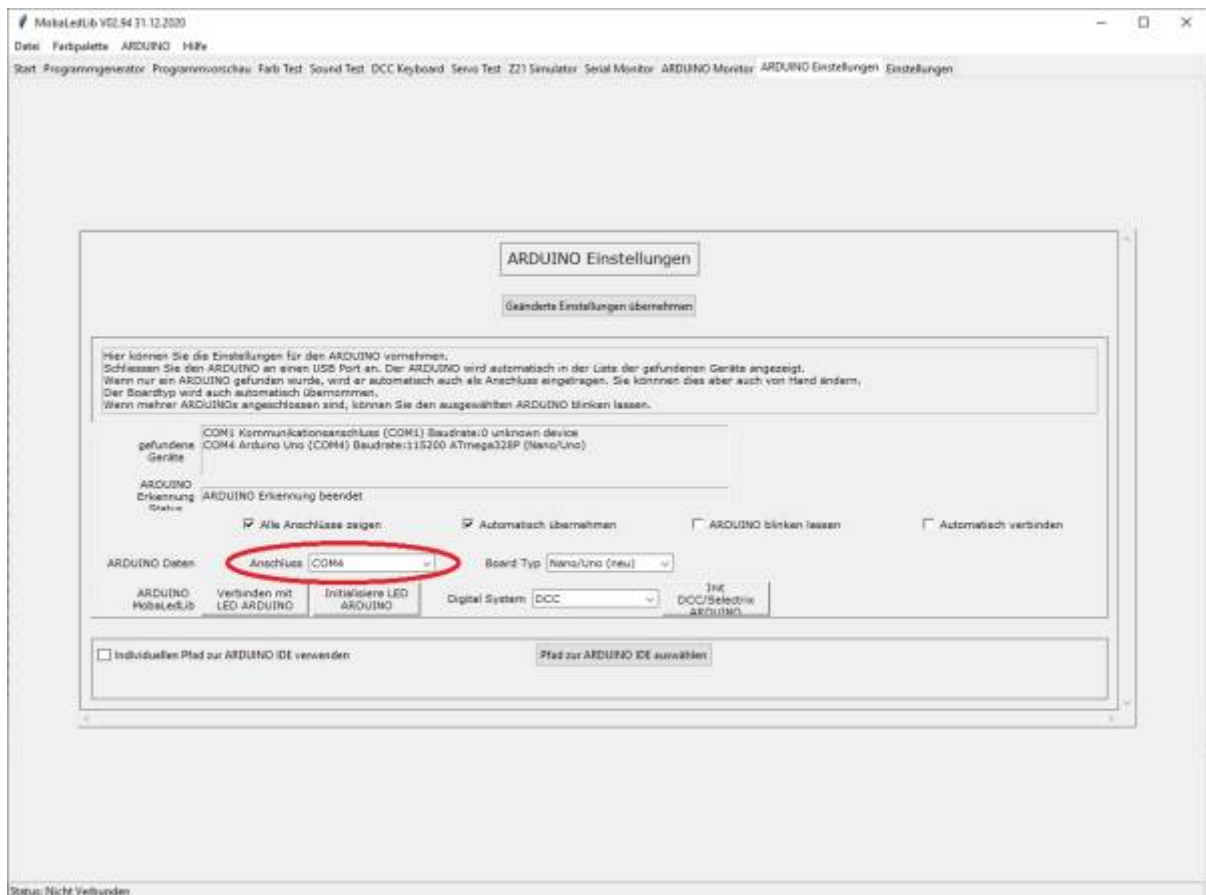 MobaLedLib V02.94 31.12.2020
Datei Farbpalette ARDUINO Hilfe
Start Programmgenerator Programmvorschau Farb Test Sound Test DCC Keyboard Servo Test Z21 Simulator Serial Monitor ARDUINO Monitor ARDUINO Einstellungen Einstellungen
ARDUINO Einstellungen
Geänderte Einstellungen übernehmen
Hier können Sie die Einstellungen für den ARDUINO vornehmen.
Schliessen Sie den ARDUINO an einen USB Port an. Der ARDUINO wird automatisch in der Liste der gefundenen Geräte angezeigt.
Wenn nur ein ARDUINO gefunden wurde, wird er automatisch auch als Anschluss eingetragen. Sie könnnen dies aber auch von Hand ändern.
Der Boardtyp wird auch automatisch übernommen.
Wenn mehrer ARDUINOs angeschlossen sind, können Sie den ausgewählten ARDUINO blinken lassen.
gefundene Geräte
COM1 Kommunikationsanschluss (COM1) Baudrate:0 unknown device
COM4 Arduino Uno (COM4) Baudrate:115200 ATmega328P (Nano/Uno)
ARDUINO Erkennung Status
ARDUINO Erkennung beendet
Alle Anschlüsse zeigen Automatisch übernehmen ARDUINO blinken lassen Automatisch verbinden
ARDUINO Daten Anschluss COM4 Board Typ Nano/Uno (neu)
ARDUINO MobaLedLib
Verbinden mit LED ARDUINO
Initialisiere LED ARDUINO
Digital System DCC
Init DCC/Selectrix ARDUINO
Individuellen Pfad zur ARDUINO IDE verwenden Pfad zur ARDUINO IDE auswählen
Status: Nicht Verbunden